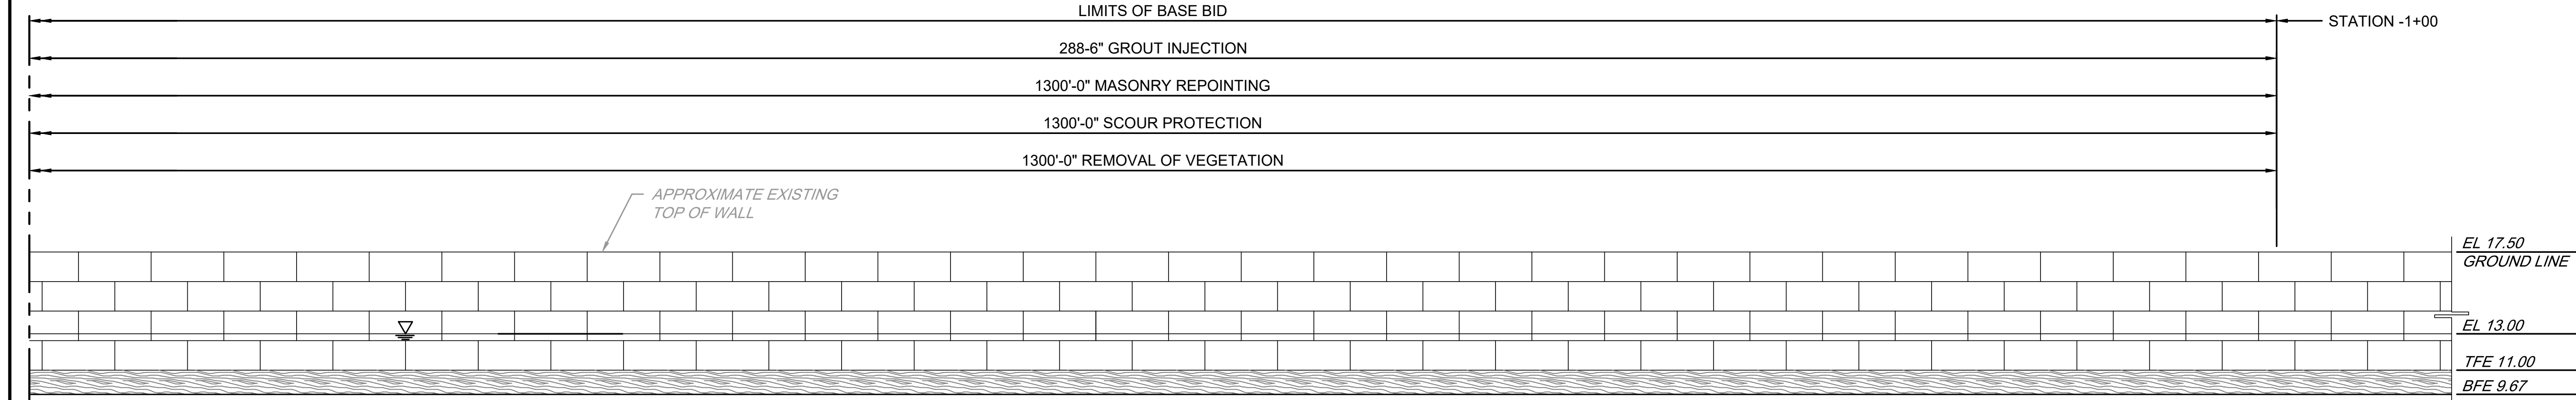 LIMITS OF BASE BID
STATION -1+00
288-6" GROUT INJECTION
1300'-0" MASONRY REPOINTING
1300'-0" SCOUR PROTECTION
1300'-0" REMOVAL OF VEGETATION
APPROXIMATE EXISTING
TOP OF WALL
EL 17.50
GROUND LINE
EL 13.00
TFE 11.00
BFE 9.67